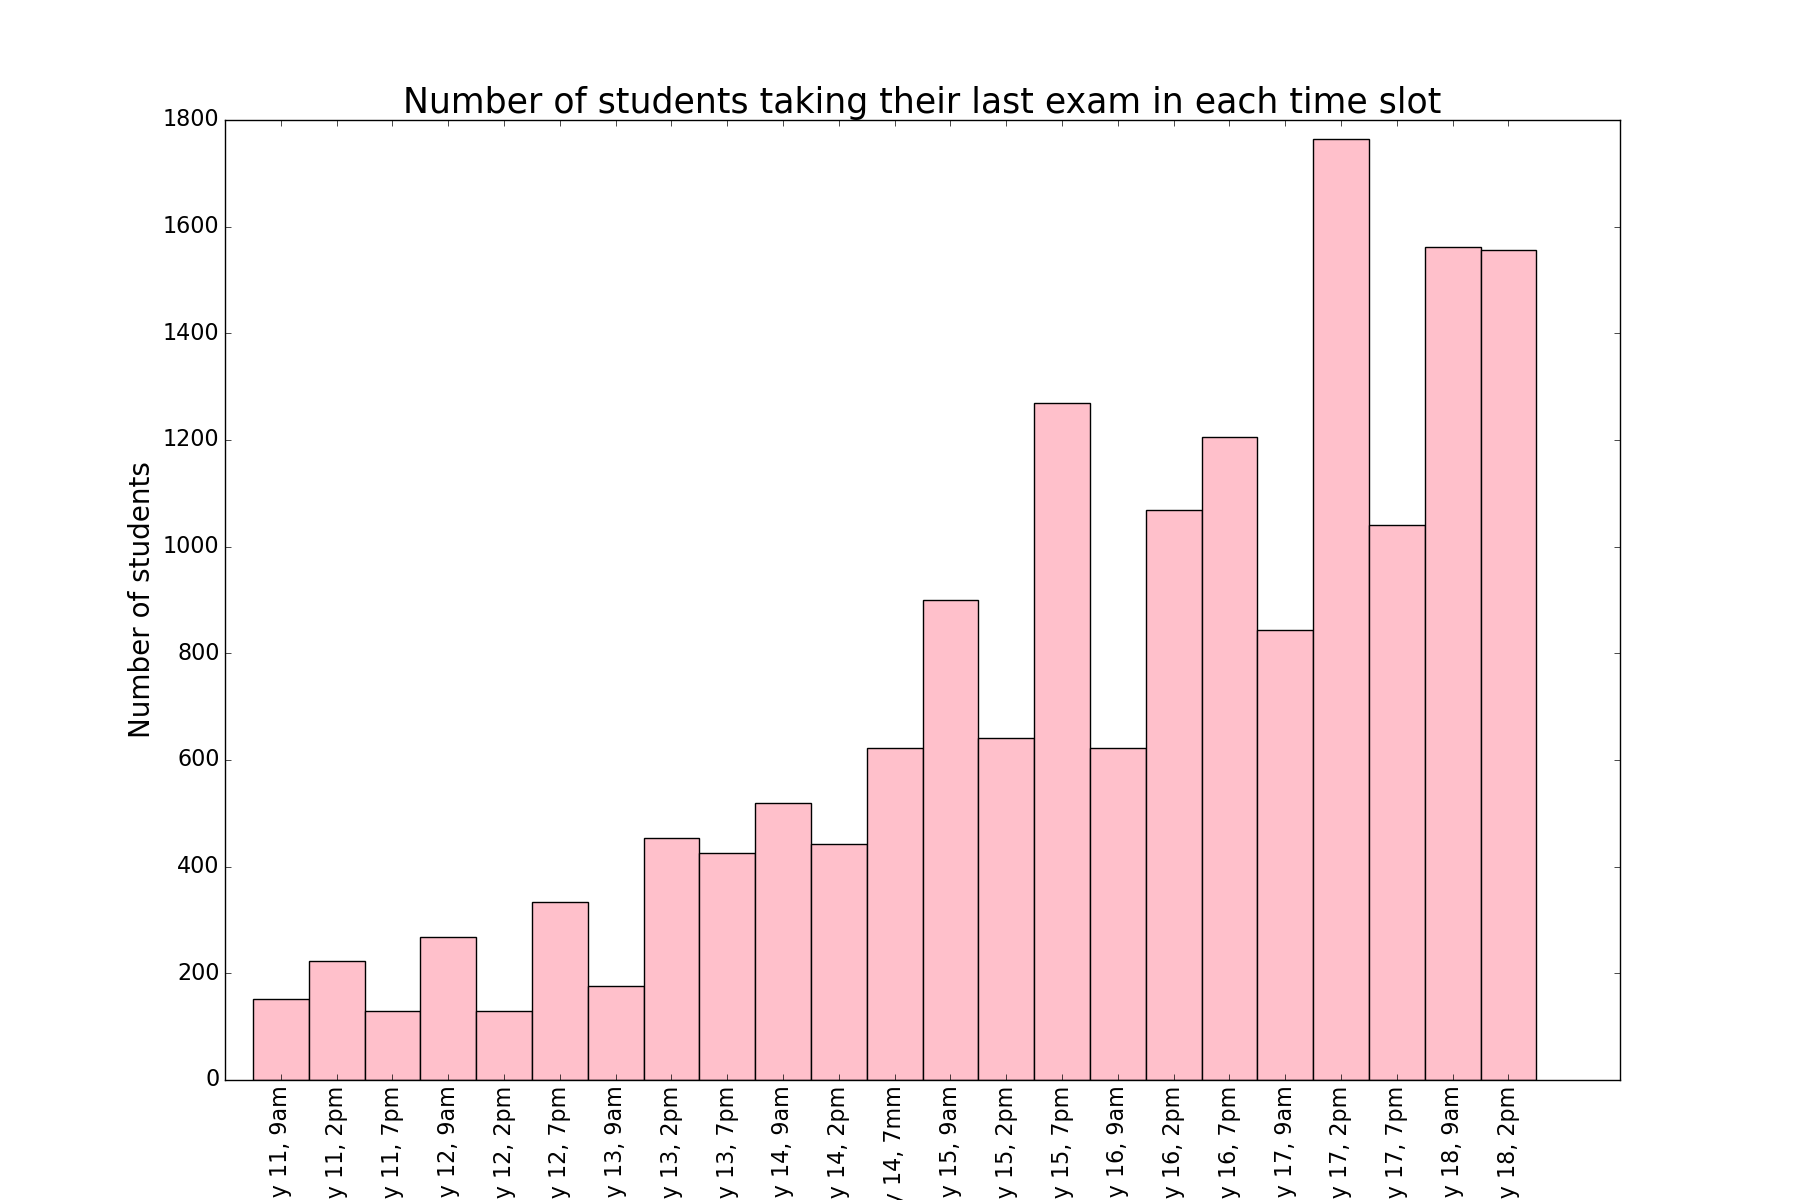 Number of students taking their last exam in each time slot
Number of students
1800
1600
1400
1200
1000
800
600
400
200
0
y 11, 9am
y 11, 2pm
y 11, 7pm
y 12, 9am
y 12, 2pm
y 12, 7pm
y 13, 9am
y 13, 2pm
y 13, 7pm
y 14, 9am
y 14, 2pm
y 14, 7mm
y 15, 9am
y 15, 2pm
y 15, 7pm
y 16, 9am
y 16, 2pm
y 16, 7pm
y 17, 9am
y 17, 2pm
y 17, 7pm
y 18, 9am
y 18, 2pm